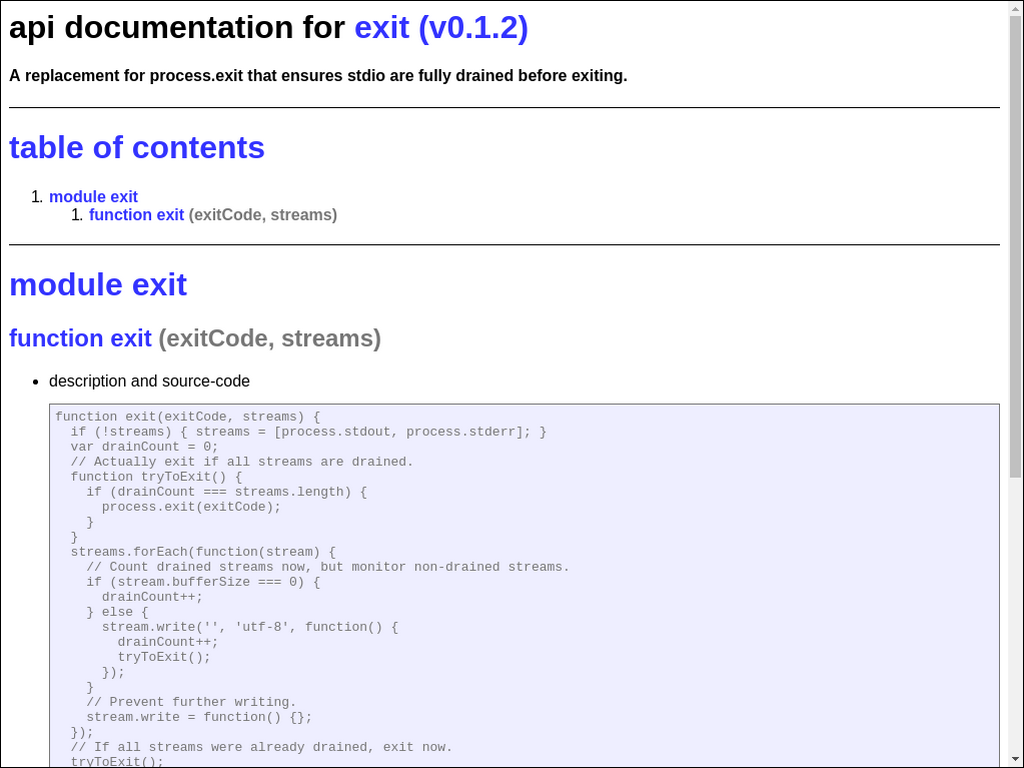 api documentation for exit (v0.1.2)
A replacement for process.exit that ensures stdio are fully drained before exiting.
table of contents
1. module exit
1. function exit (exitCode, streams)
module exit
function exit (exitCode, streams)
• description and source-code
function exit(exitCode, streams) {
  if (!streams) { streams = [process.stdout, process.stderr]; }
  var drainCount = 0;
  // Actually exit if all streams are drained.
  function tryToExit() {
    if (drainCount === streams.length) {
      process.exit(exitCode);
    }
  }
  streams.forEach(function(stream) {
    // Count drained streams now, but monitor non-drained streams.
    if (stream.bufferSize === 0) {
      drainCount++;
    } else {
      stream.write('', 'utf-8', function() {
        drainCount++;
        tryToExit();
      });
    }
    // Prevent further writing.
    stream.write = function() {};
  });
  // If all streams were already drained, exit now.
  tryToExit();